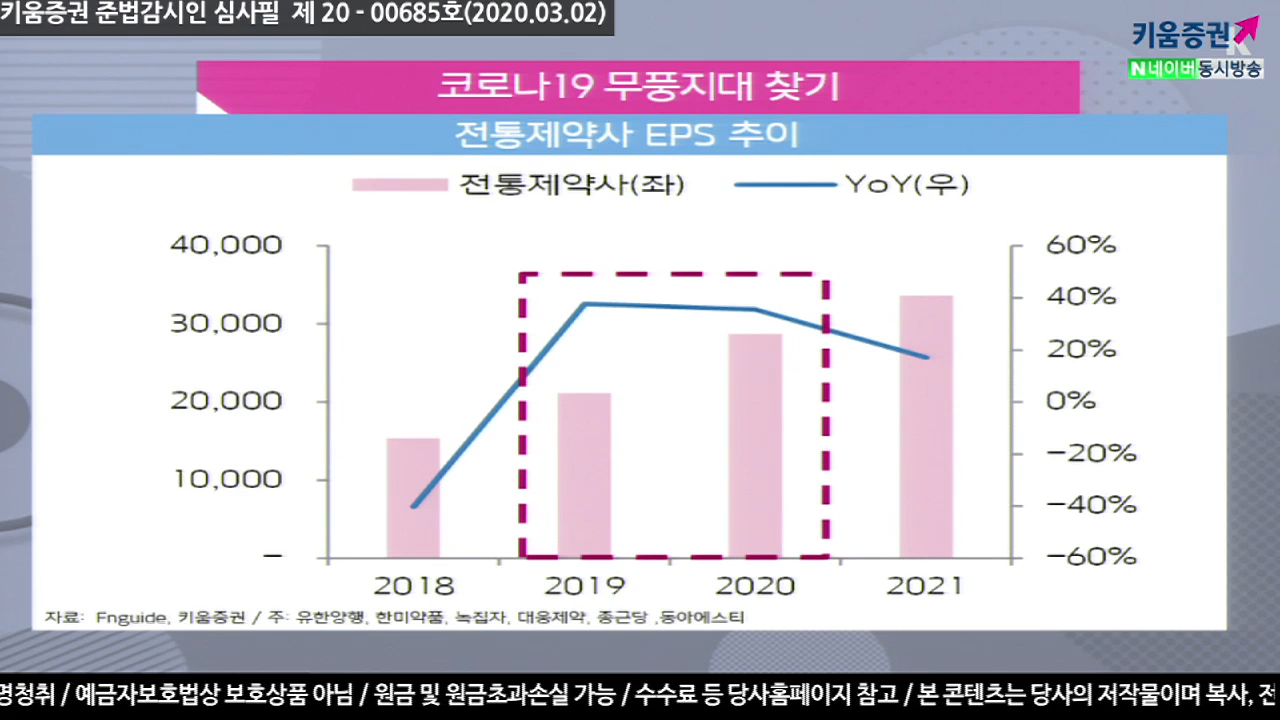 키움증권 준법감시인 심사필 제 20 - 00685호(2020.03.02)
키움증권
N 네이버 동시방송
코로나19 무풍지대 찾기
전통제약사 EPS 추이
전통제약사(좌) YoY(우)
40,000 60%
40%
30,000
20%
20,000 0%
-20%
10,000
-40%
- -60%
2018 2019 2020 2021
자료: Fnguide, 키움증권 / 주: 유한양행, 한미약품, 녹집자, 대웅제약, 종근당 ,동아에스티
명청취 / 예금자보호법상 보호상품 아님 / 원금 및 원금초과손실 가능 / 수수료 등 당사홈페이지 참고 / 본 콘텐츠는 당사의 저작물이며 복사, 전